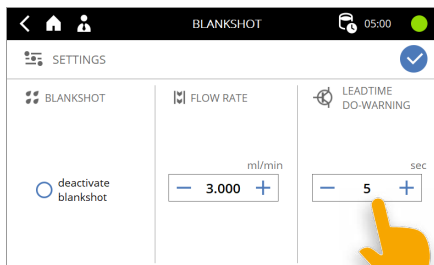 BLANKSHOT
05:00
SETTINGS
BLANKSHOT
deactivate
blankshot
FLOW RATE
ml/min
— 3.000 +
LEADTIME
DO-WARNING
sec
— 5 +